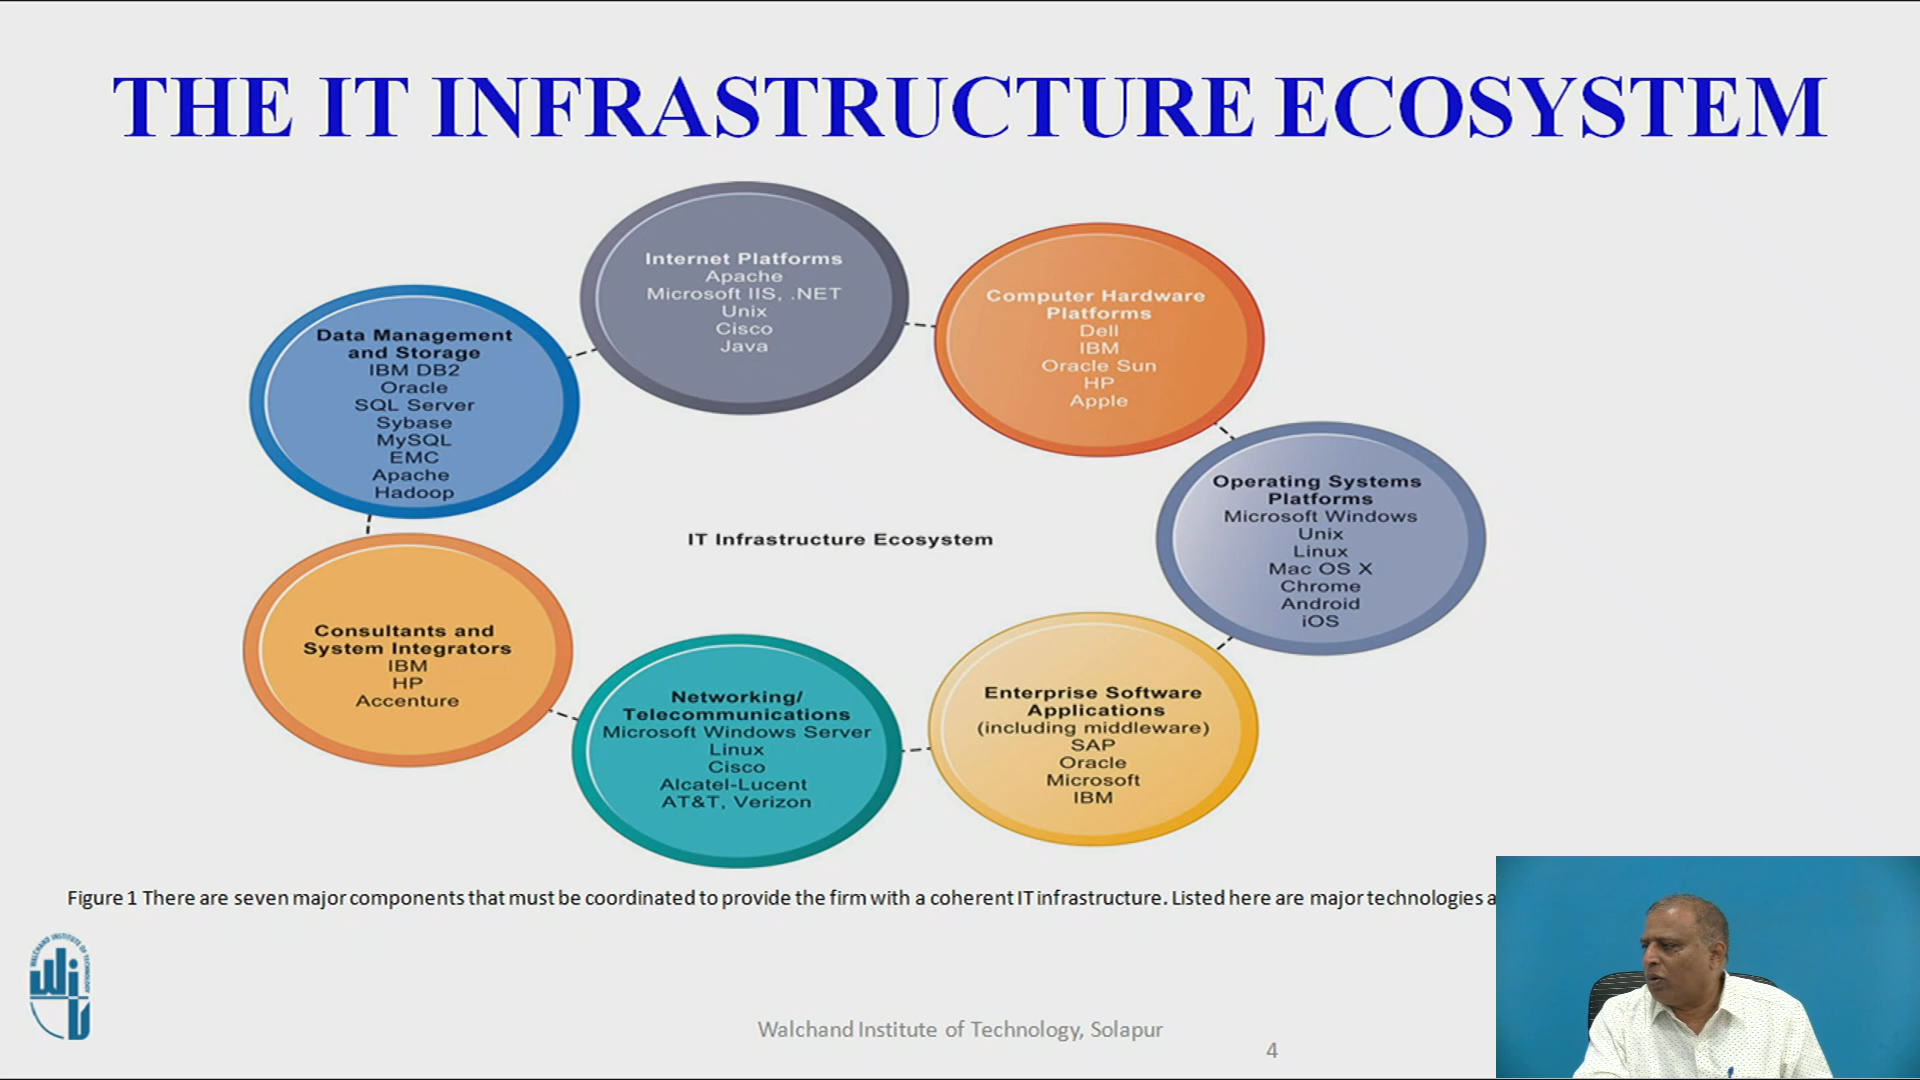 THE IT INFRASTRUCTURE ECOSYSTEM
Internet Platforms
Apache
Microsoft IIS, .NET
Unix
Cisco
Java
Computer Hardware
Platforms
Dell
IBM
Oracle Sun
HP
Apple
Data Management
and Storage
IBM DB2
Oracle
SQL Server
Sybase
MySQL
EMC
Apache
Hadoop
Operating Systems
Platforms
Microsoft Windows
Unix
Linux
Mac OS X
Chrome
Android
iOS
IT Infrastructure Ecosystem
Consultants and
System Integrators
IBM
HP
Accenture
Networking/
Telecommunications
Microsoft Windows Server
Linux
Cisco
Alcatel-Lucent
AT&T, Verizon
Enterprise Software
Applications
(including middleware)
SAP
Oracle
Microsoft
IBM
Figure 1 There are seven major components that must be coordinated to provide the firm with a coherent IT infrastructure. Listed here are major technologies a
WALCHAND INSTITUTE OF TECHNOLOGY
WIT
Walchand Institute of Technology, Solapur
4